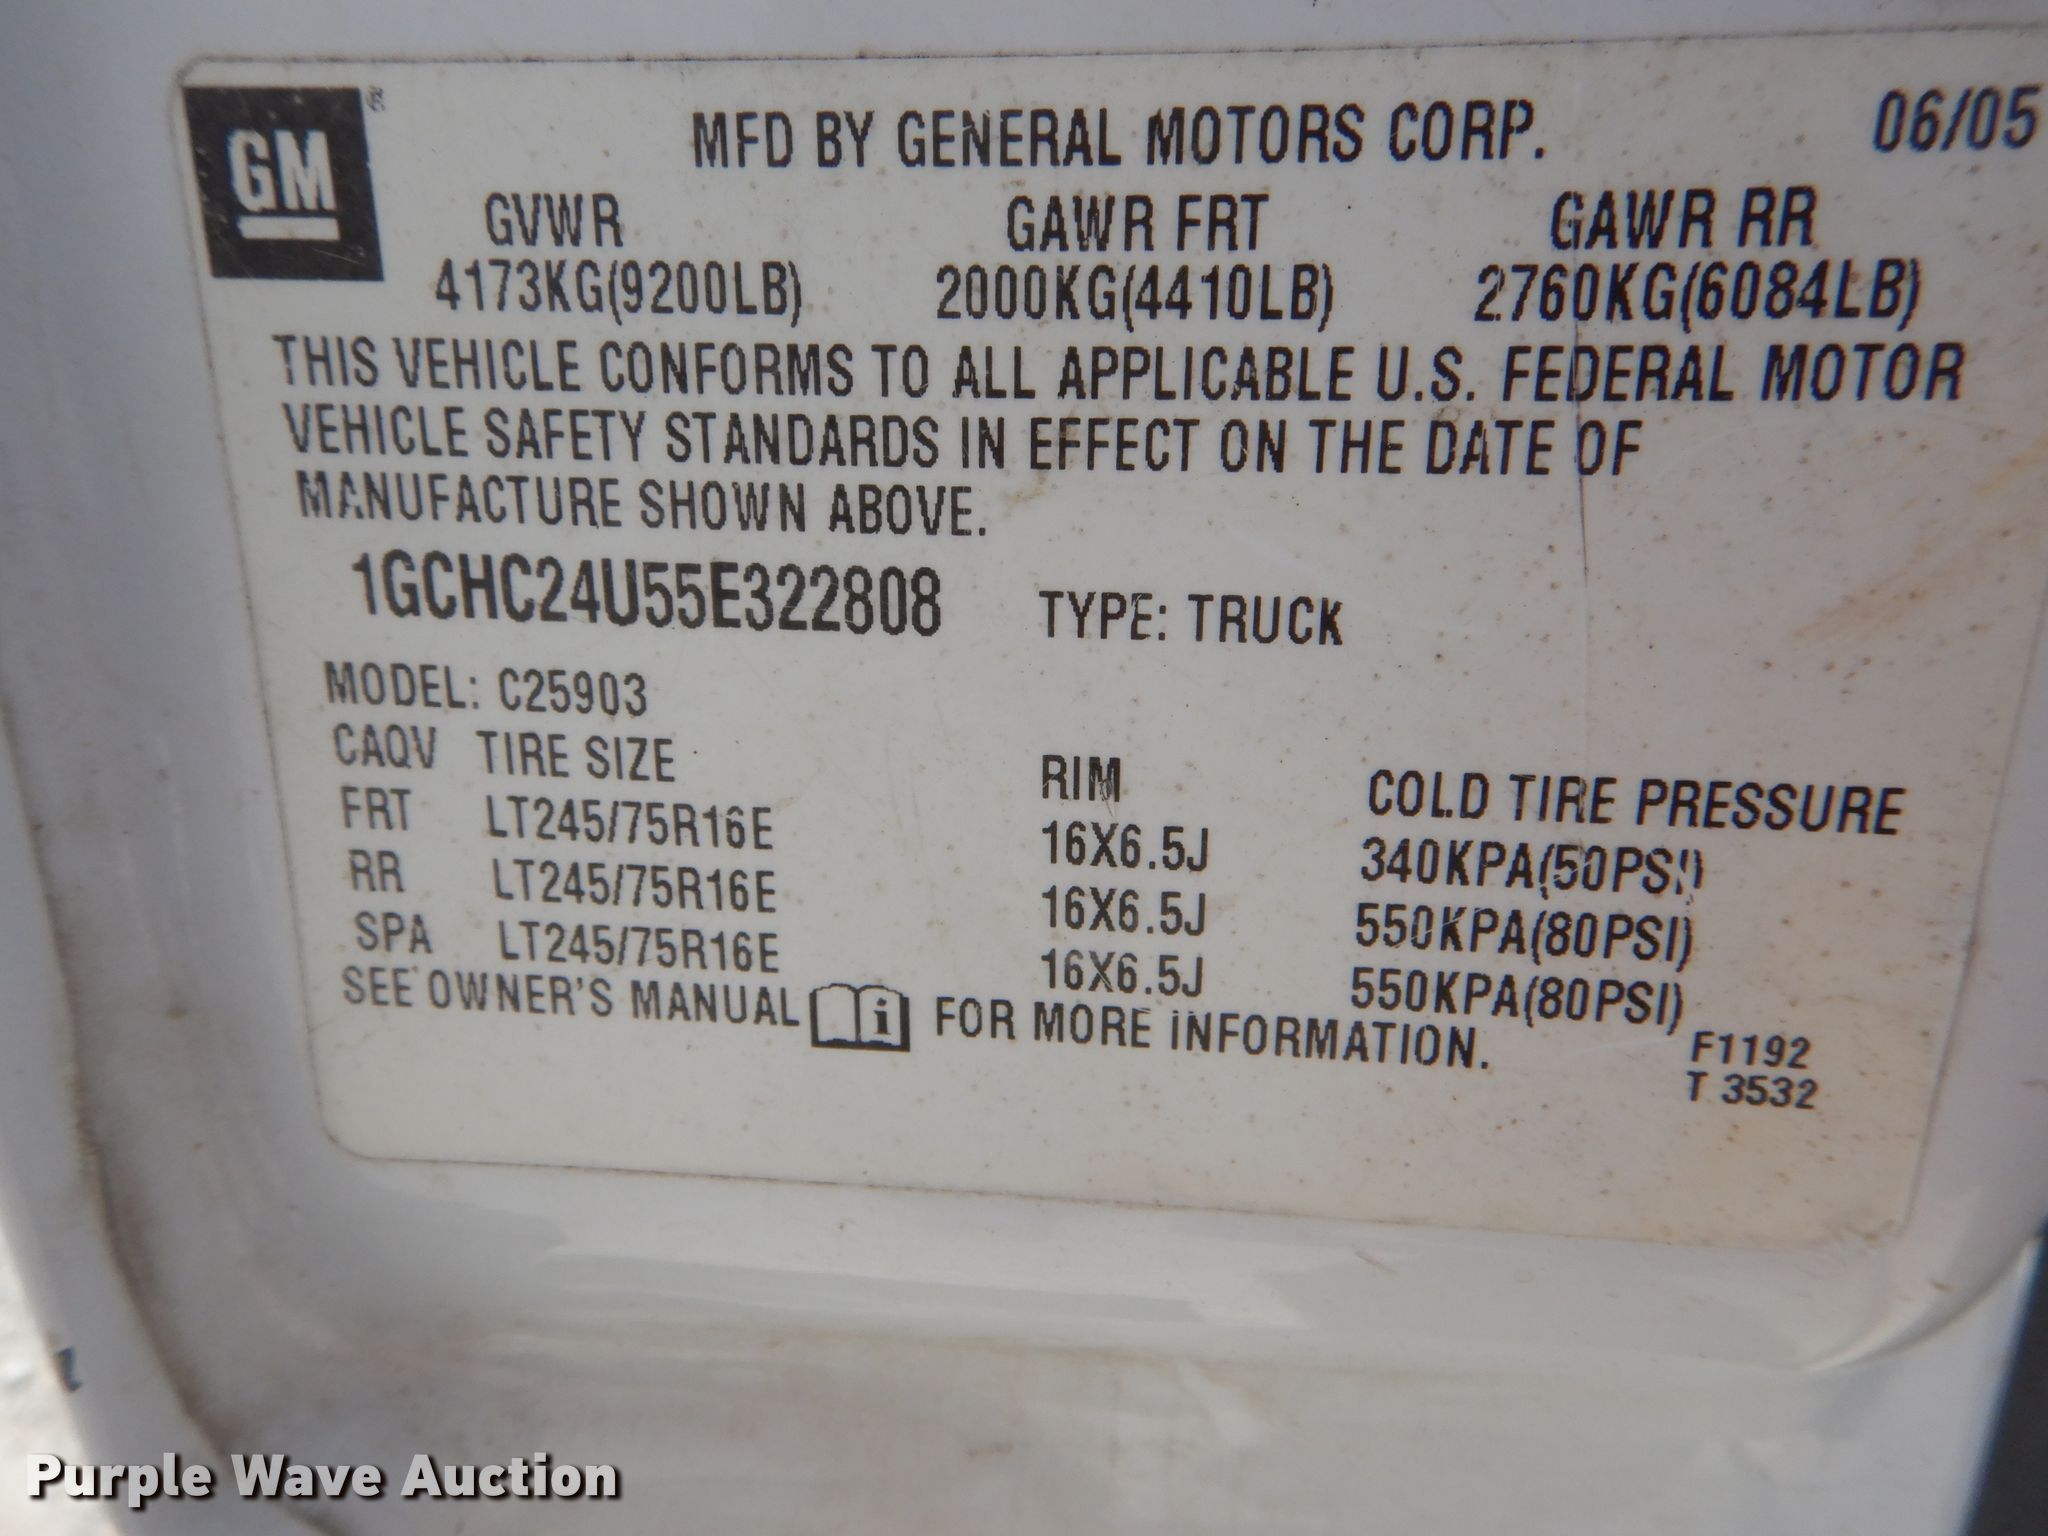 GM ®
MFD BY GENERAL MOTORS CORP. 06/05
GVWR GAWR FRT GAWR RR
4173KG(9200LB) 2000KG(4410LB) 2760KG(6084LB)
THIS VEHICLE CONFORMS TO ALL APPLICABLE U.S. FEDERAL MOTOR
VEHICLE SAFETY STANDARDS IN EFFECT ON THE DATE OF
MANUFACTURE SHOWN ABOVE.
1GCHC24U55E322808 TYPE: TRUCK
MODEL: C25903
CAQV TIRE SIZE RIM COLD TIRE PRESSURE
FRT LT245/75R16E 16X6.5J 340KPA(50PSI)
RR LT245/75R16E 16X6.5J 550KPA(80PSI)
SPA LT245/75R16E 16X6.5J 550KPA(80PSI)
SEE OWNER'S MANUAL i FOR MORE INFORMATION.
F1192
T 3532
Purple Wave Auction